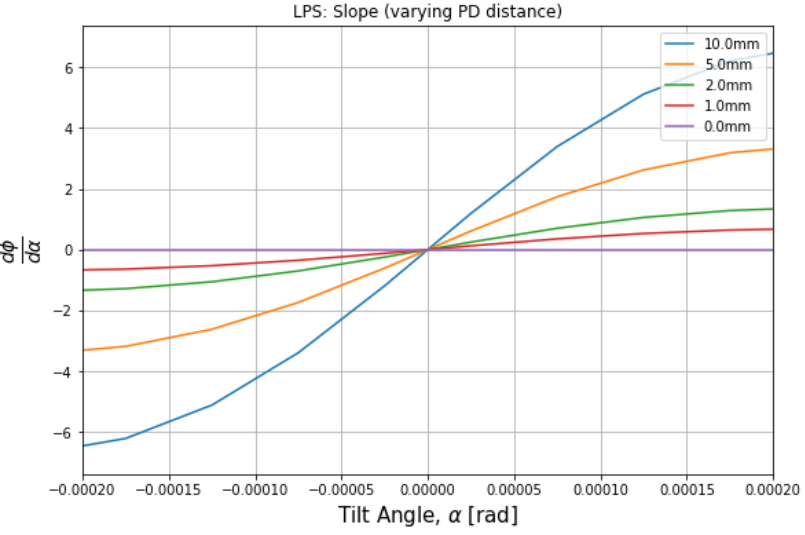 LPS: Slope (varying PD distance)
10.0mm
5.0mm
2.0mm
1.0mm
0.0mm
6
4
2
0
−2
−4
−6
dϕ
dα
−0.00020 −0.00015 −0.00010 −0.00005 0.00000 0.00005 0.00010 0.00015 0.00020
Tilt Angle, α [rad]